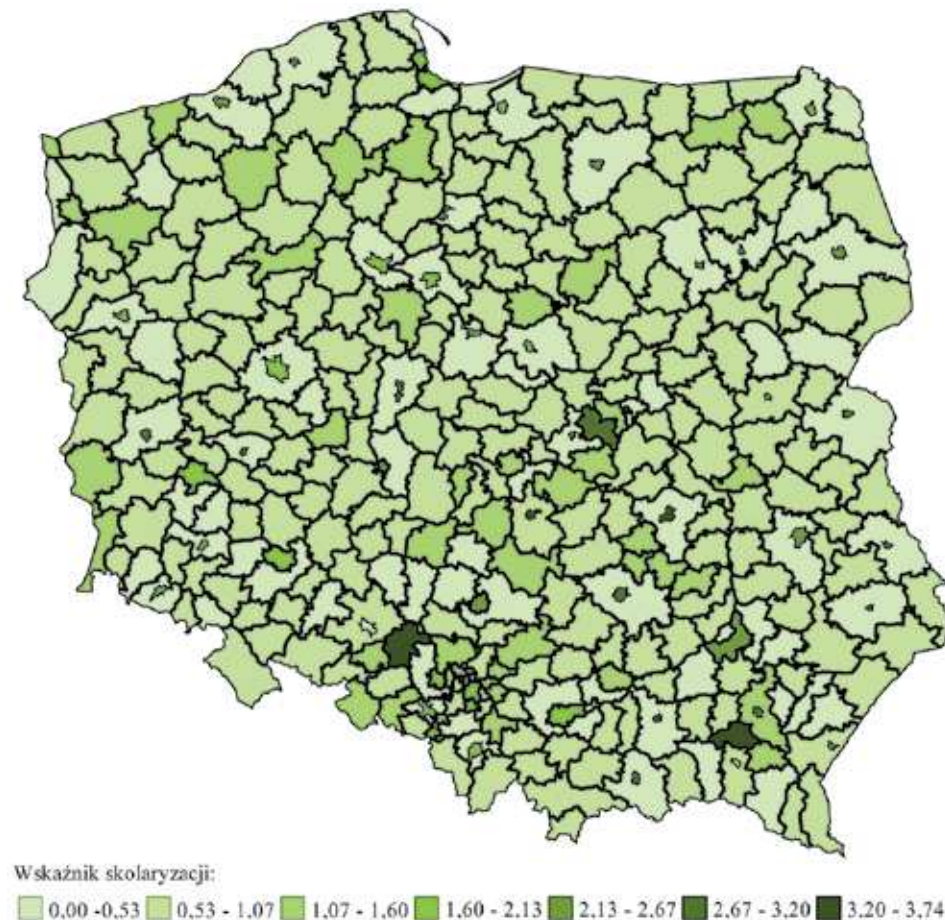 Wskaźnik skolaryzacji:
0,00 -0,53 0,53 - 1,07 1,07 - 1,60 1,60 - 2,13 2,13 - 2,67 2,67 - 3,20 3,20 - 3,74